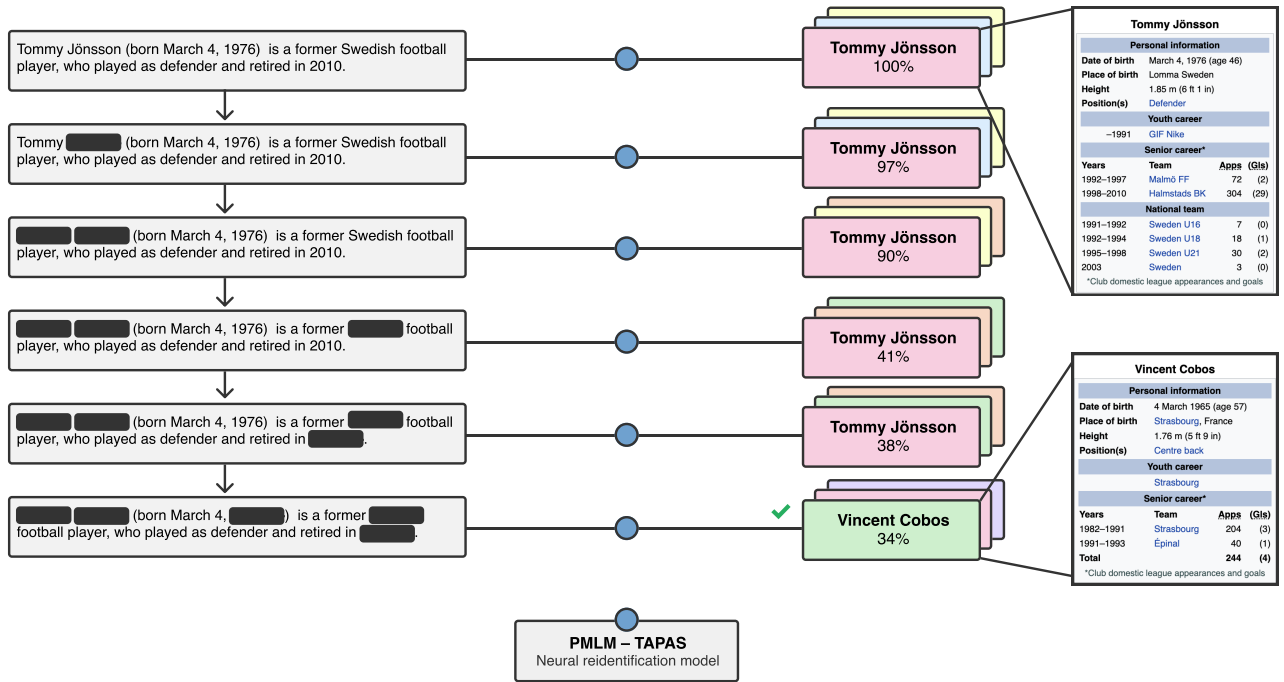 Tommy Jönsson (born March 4, 1976)  is a former Swedish football
player, who played as defender and retired in 2010.
Tommy (born March 4, 1976)  is a former Swedish football
player, who played as defender and retired in 2010.
(born March 4, 1976)  is a former Swedish football
player, who played as defender and retired in 2010.
(born March 4, 1976)  is a former football
player, who played as defender and retired in 2010.
(born March 4, 1976)  is a former football
player, who played as defender and retired in .
(born March 4, )  is a former
football player, who played as defender and retired in .
Tommy Jönsson
100%
Tommy Jönsson
97%
Tommy Jönsson
90%
Tommy Jönsson
41%
Tommy Jönsson
38%
Vincent Cobos
34%
Tommy Jönsson
Personal information
Date of birth March 4, 1976 (age 46)
Place of birth Lomma Sweden
Height 1.85 m (6 ft 1 in)
Position(s) Defender
Youth career
–1991 GIF Nike
Senior career*
Years Team Apps (Gls)
1992–1997 Malmö FF 72 (2)
1998–2010 Halmstads BK 304 (29)
National team
1991–1992 Sweden U16 7 (0)
1992–1994 Sweden U18 18 (1)
1995–1998 Sweden U21 30 (2)
2003 Sweden 3 (0)
*Club domestic league appearances and goals
Vincent Cobos
Personal information
Date of birth 4 March 1965 (age 57)
Place of birth Strasbourg, France
Height 1.76 m (5 ft 9 in)
Position(s) Centre back
Youth career
Strasbourg
Senior career*
Years Team Apps (Gls)
1982–1991 Strasbourg 204 (3)
1991–1993 Épinal 40 (1)
Total 244 (4)
*Club domestic league appearances and goals
PMLM – TAPAS
Neural reidentification model